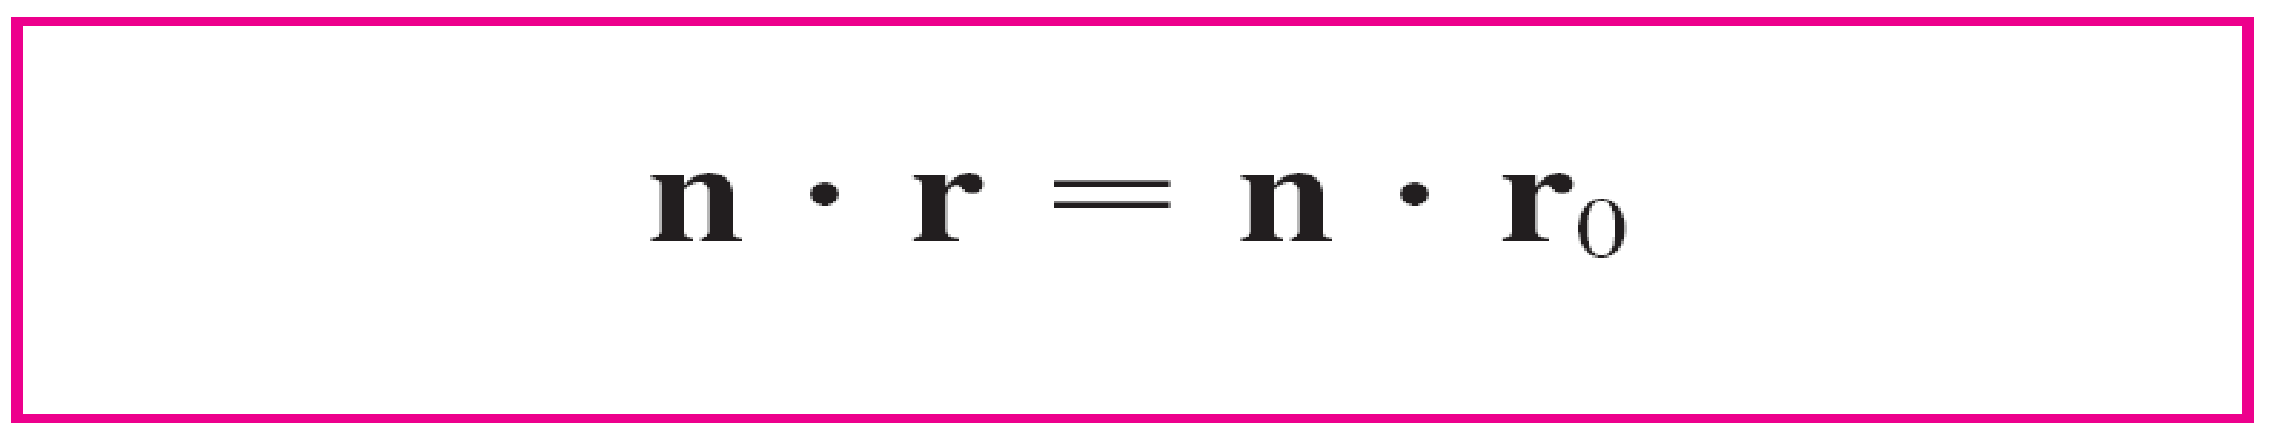 n · r = n · r₀